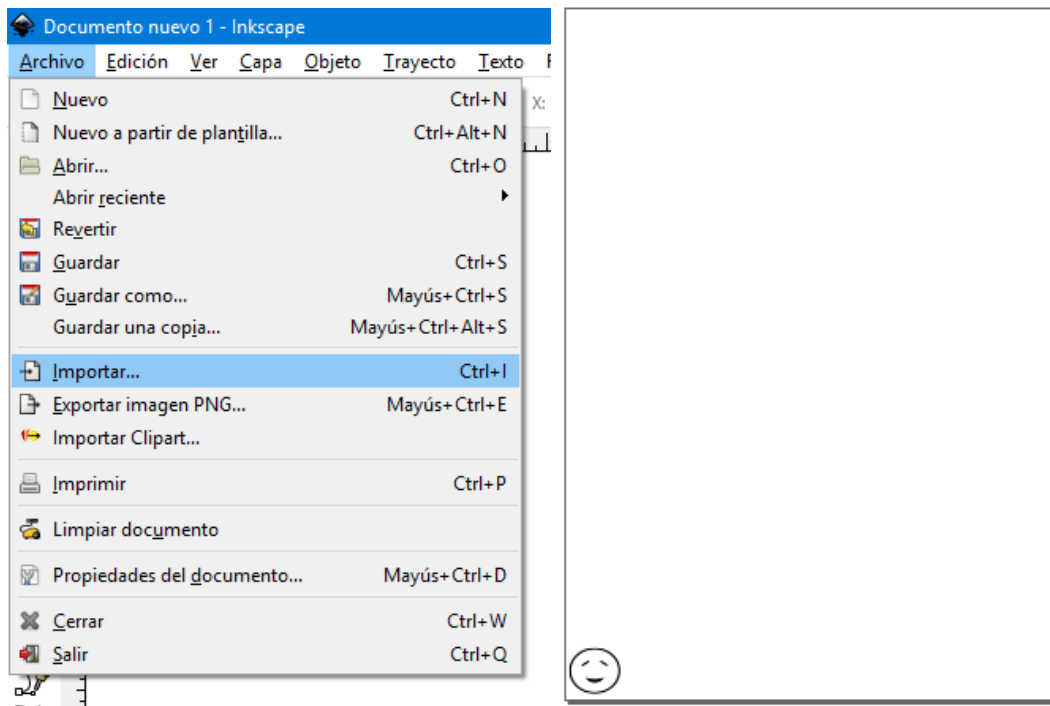 Documento nuevo 1 - Inkscape
Archivo Edición Ver Capa Objeto Trayecto Texto
Nuevo Ctrl+N
X:
Nuevo a partir de plantilla... Ctrl+Alt+N
Abrir... Ctrl+O
Abrir reciente
Revertir
Guardar Ctrl+S
Guardar como... Mayús+Ctrl+S
Guardar una copia... Mayús+Ctrl+Alt+S
Importar... Ctrl+I
Exportar imagen PNG... Mayús+Ctrl+E
Importar Clipart...
Imprimir Ctrl+P
Limpiar documento
Propiedades del documento... Mayús+Ctrl+D
Cerrar Ctrl+W
Salir Ctrl+Q